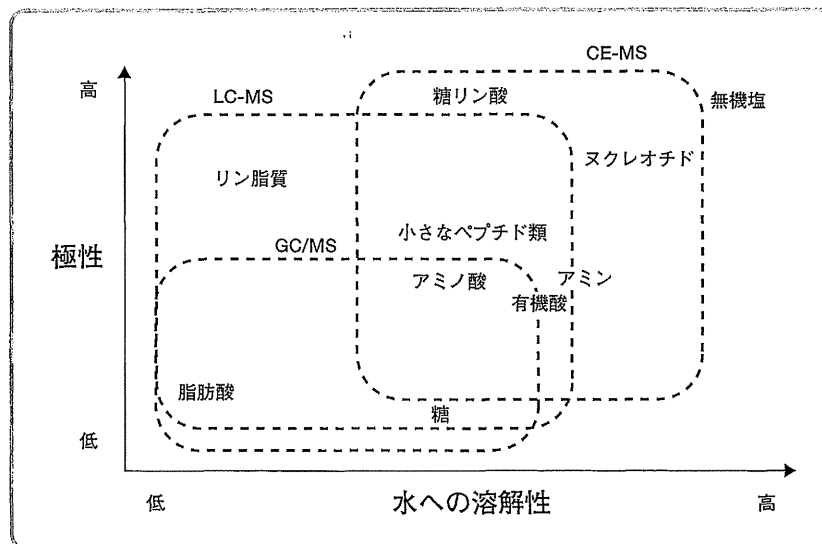 CE-MS
高
LC-MS
糖リン酸
無機塩
ヌクレオチド
リン脂質
小さなペプチド類
GC/MS
極性
アミノ酸
アミン
有機酸
脂肪酸
糖
低
低
水への溶解性
高